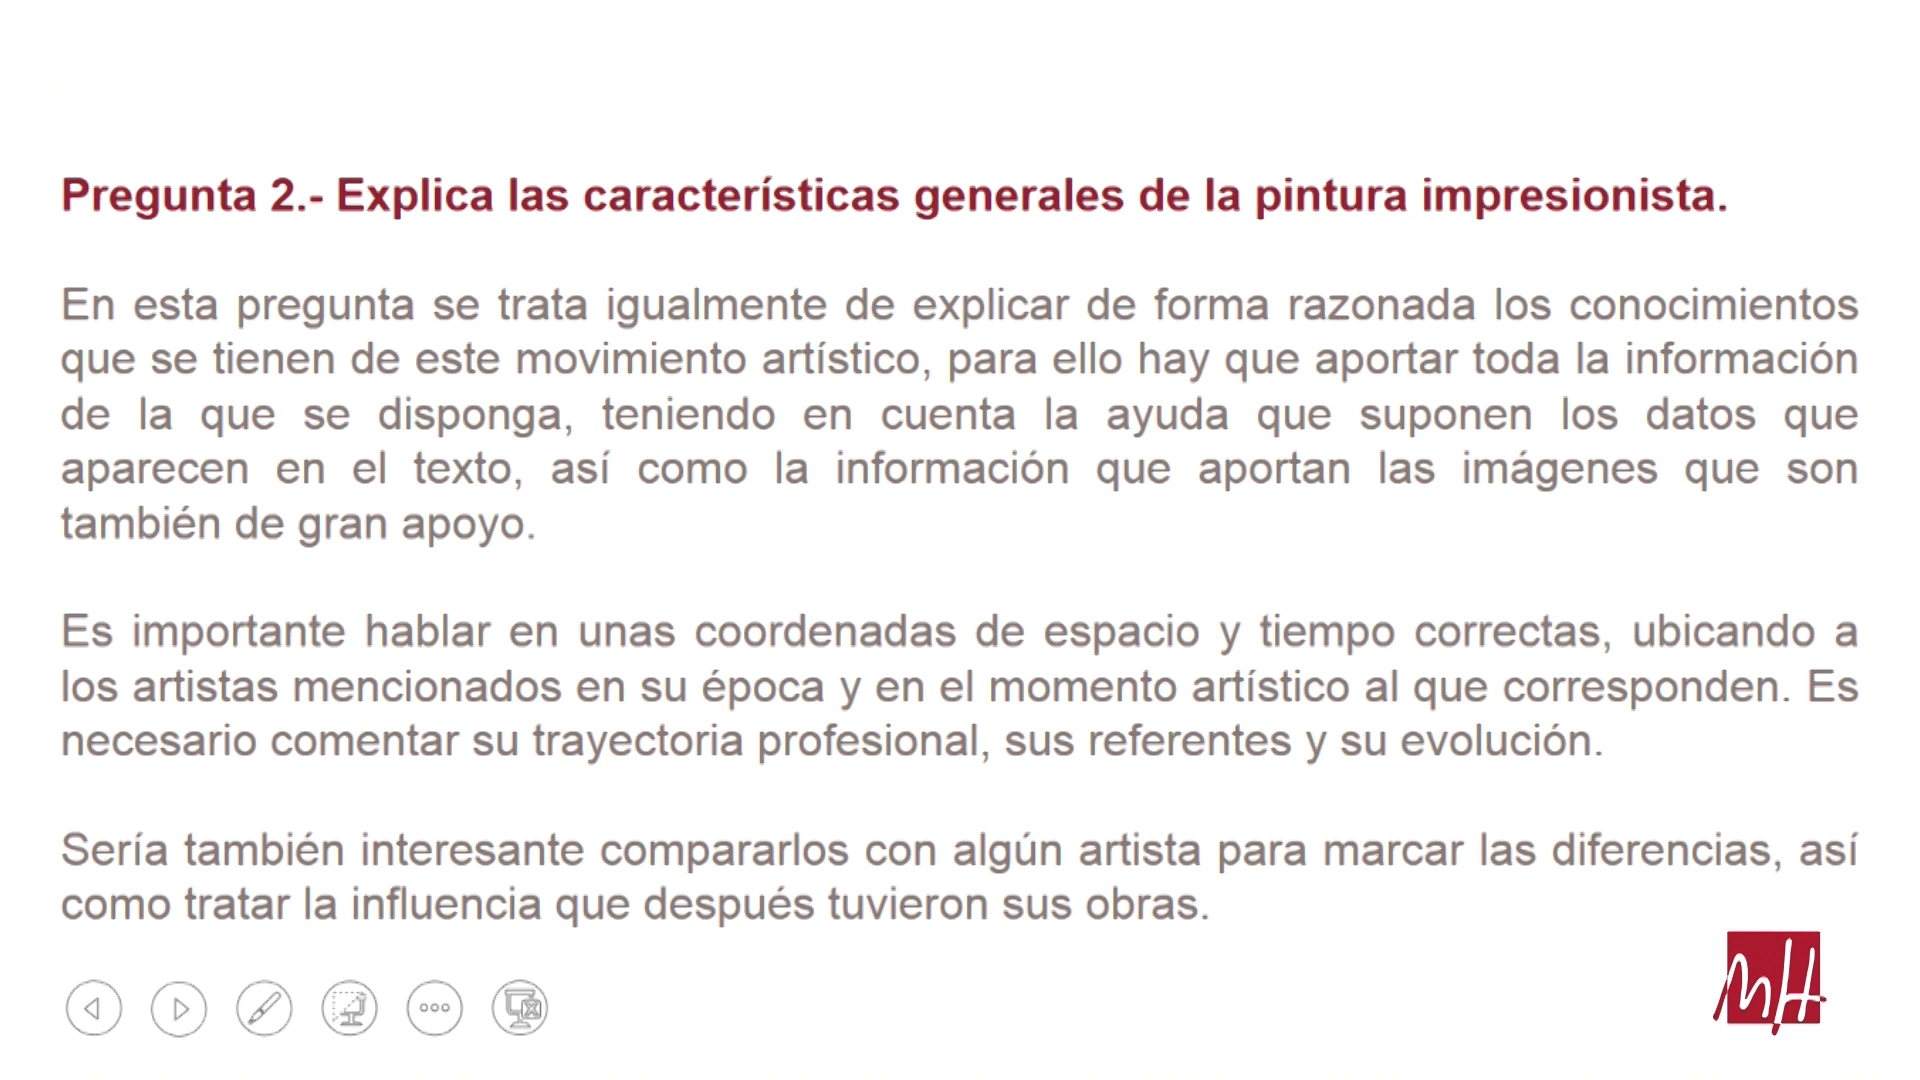 Pregunta 2.- Explica las características generales de la pintura impresionista.
En esta pregunta se trata igualmente de explicar de forma razonada los conocimientos
que se tienen de este movimiento artístico, para ello hay que aportar toda la información
de la que se disponga, teniendo en cuenta la ayuda que suponen los datos que
aparecen en el texto, así como la información que aportan las imágenes que son
también de gran apoyo.
Es importante hablar en unas coordenadas de espacio y tiempo correctas, ubicando a
los artistas mencionados en su época y en el momento artístico al que corresponden. Es
necesario comentar su trayectoria profesional, sus referentes y su evolución.
Sería también interesante compararlos con algún artista para marcar las diferencias, así
como tratar la influencia que después tuvieron sus obras.
MH